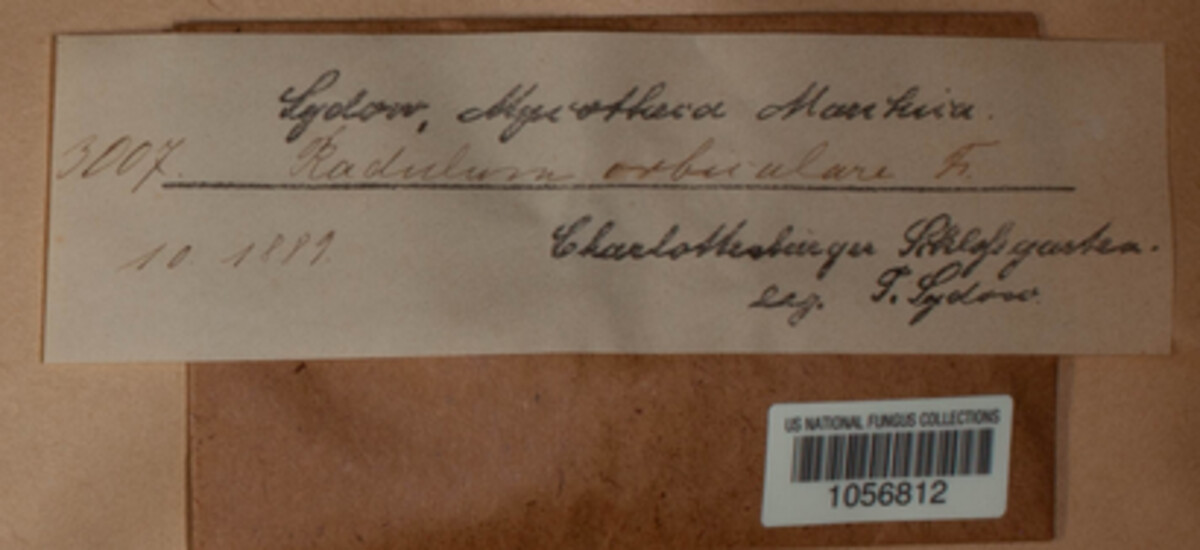 Sydow, Mycotheca Marchica.
3007. Radulum orbiculare Fr.
10 1889. Charlottenburger Schloßgarten.
leg. P. Sydow.
US NATIONAL FUNGUS COLLECTIONS
1056812